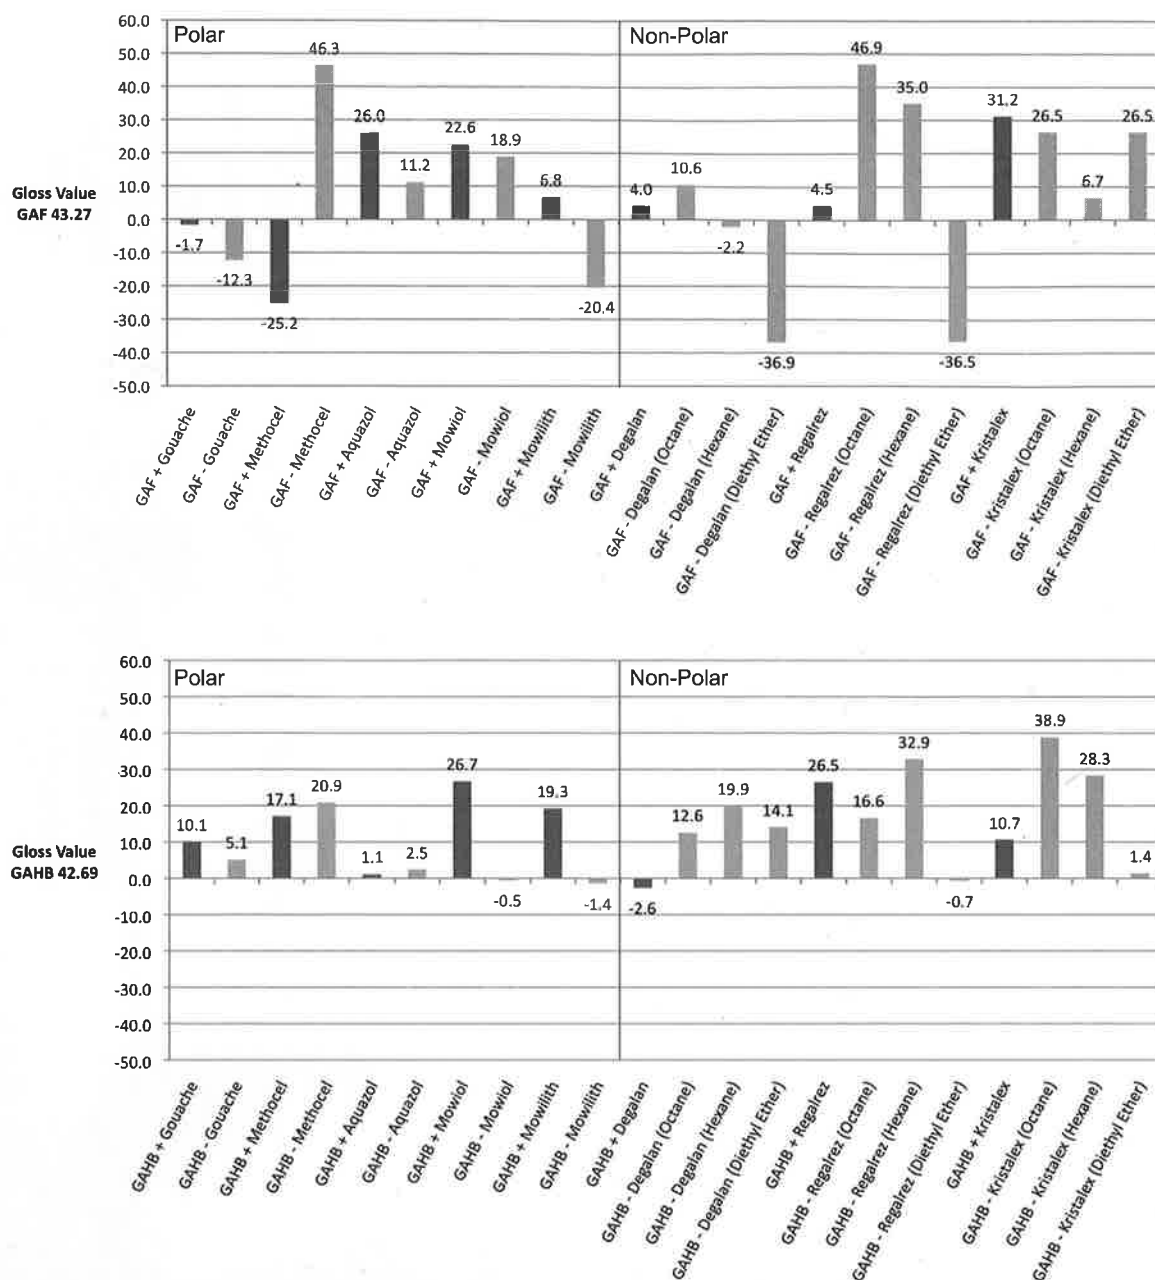 60.0
50.0
40.0
30.0
20.0
10.0
0.0
-10.0
-20.0
-30.0
-40.0
-50.0
Gloss Value
GAF 43.27
Polar
Non-Polar
-1.7
-12.3
-25.2
46.3
26.0
11.2
22.6
18.9
6.8
-20.4
4.0
10.6
-2.2
-36.9
4.5
46.9
35.0
-36.5
31.2
26.5
6.7
26.5
GAF + Gouache
GAF - Gouache
GAF + Methocel
GAF - Methocel
GAF + Aquazol
GAF - Aquazol
GAF + Mowiol
GAF - Mowiol
GAF + Mowilith
GAF - Mowilith
GAF + Degalan
GAF - Degalan (Octane)
GAF - Degalan (Hexane)
GAF - Degalan (Diethyl Ether)
GAF + Regalrez
GAF - Regalrez (Octane)
GAF - Regalrez (Hexane)
GAF - Regalrez (Diethyl Ether)
GAF + Kristalex
GAF - Kristalex (Octane)
GAF - Kristalex (Hexane)
GAF - Kristalex (Diethyl Ether)
60.0
50.0
40.0
30.0
20.0
10.0
0.0
-10.0
-20.0
-30.0
-40.0
-50.0
Gloss Value
GAHB 42.69
Polar
Non-Polar
10.1
5.1
17.1
20.9
1.1
2.5
26.7
-0.5
19.3
-1.4
-2.6
12.6
19.9
14.1
26.5
16.6
32.9
-0.7
10.7
38.9
28.3
1.4
GAHB + Gouache
GAHB - Gouache
GAHB + Methocel
GAHB - Methocel
GAHB + Aquazol
GAHB - Aquazol
GAHB + Mowiol
GAHB - Mowiol
GAHB + Mowilith
GAHB - Mowilith
GAHB + Degalan
GAHB - Degalan (Octane)
GAHB - Degalan (Hexane)
GAHB - Degalan (Diethyl Ether)
GAHB + Regalrez
GAHB - Regalrez (Octane)
GAHB - Regalrez (Hexane)
GAHB - Regalrez (Diethyl Ether)
GAHB + Kristalex
GAHB - Kristalex (Octane)
GAHB - Kristalex (Hexane)
GAHB - Kristalex (Diethyl Ether)